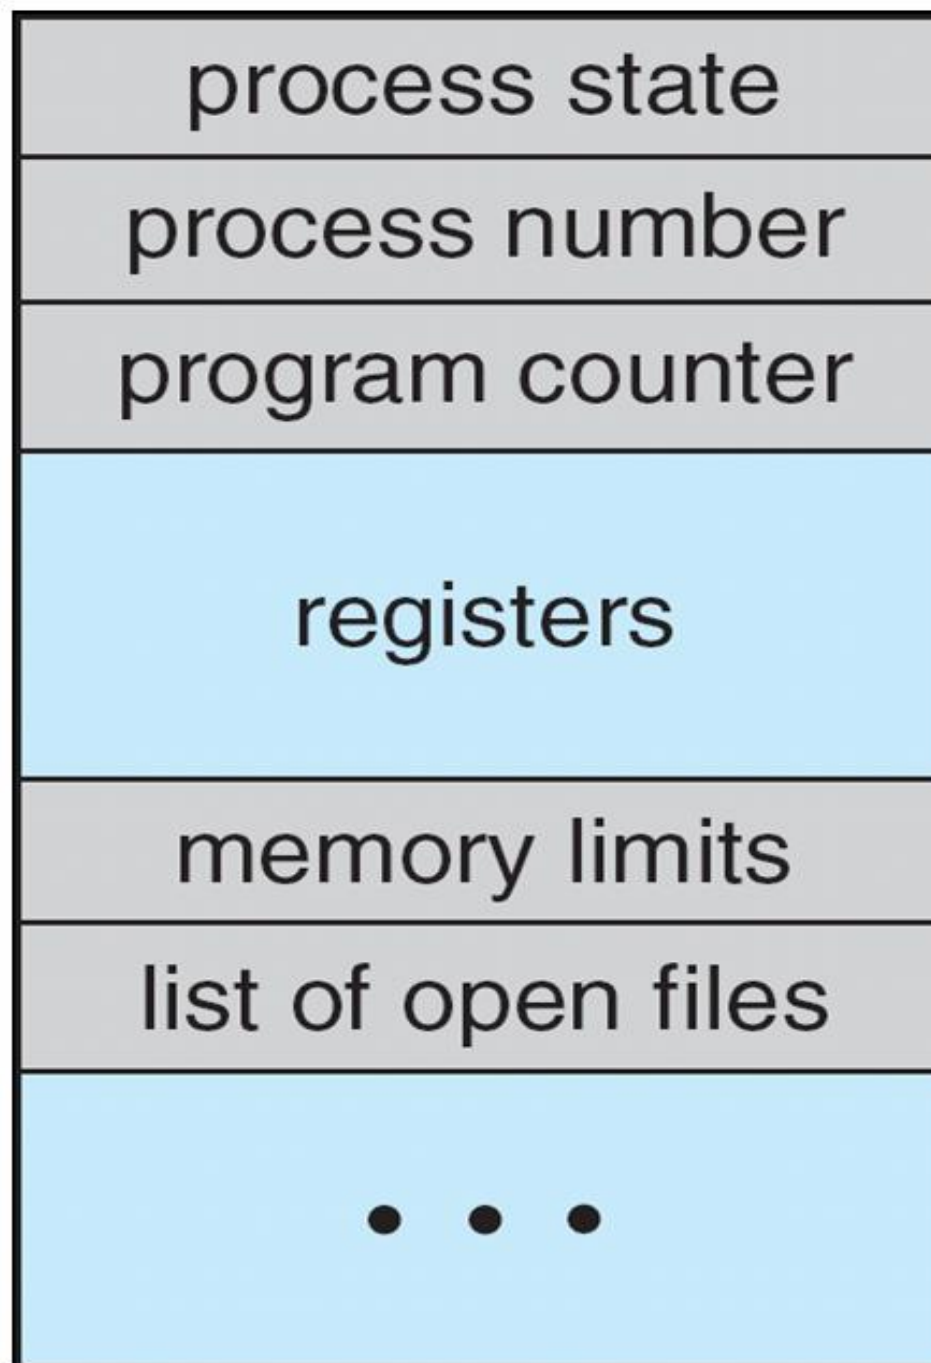 process state
process number
program counter
registers
memory limits
list of open files
• • •